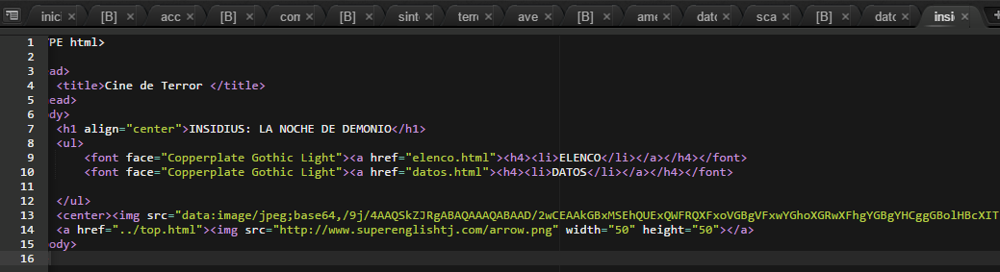 inici [B] acc [B] con [B] sint terr ave [B] ame dato sca [B] dato insi
1 PE html>
2
3 ad>
4 <title>Cine de Terror </title>
5 ead>
6 dy>
7 <h1 align="center">INSIDIUS: LA NOCHE DE DEMONIO</h1>
8 <ul>
9 <font face="Copperplate Gothic Light"><a href="elenco.html"><h4><li>ELENCO</li></a></h4></font>
10 <font face="Copperplate Gothic Light"><a href="datos.html"><h4><li>DATOS</li></a></h4></font>
11
12 </ul>
13 <center><img src="data:image/jpeg;base64,/9j/4AAQSkZJRgABAQAAAQABAAD/2wCEAAkGBxMSEhQUExQWFRQXFxoVGBgVFxwYGhoXGRwXFhgYGBgYHCggGBolHBcXIT
14 <a href="../top.html"><img src="http://www.superenglishtj.com/arrow.png" width="50" height="50"></a>
15 ody>
16